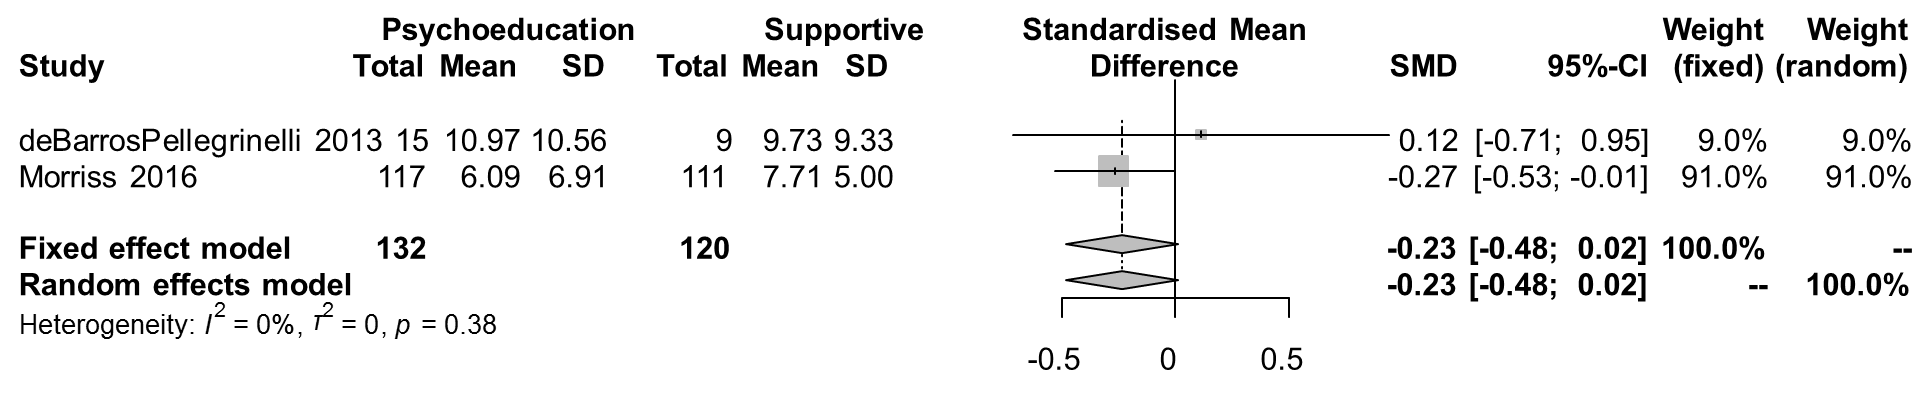 Psychoeducation Supportive Standardised Mean Weight Weight
Study Total Mean SD Total Mean SD Difference SMD 95%-CI (fixed) (random)
deBarrosPellegrinelli 2013 15 10.97 10.56 9 9.73 9.33 0.12 [-0.71; 0.95] 9.0% 9.0%
Morriss 2016 117 6.09 6.91 111 7.71 5.00 -0.27 [-0.53; -0.01] 91.0% 91.0%
Fixed effect model 132 120 -0.23 [-0.48; 0.02] 100.0% --
Random effects model -0.23 [-0.48; 0.02] -- 100.0%
Heterogeneity: I² = 0%, τ² = 0, p = 0.38
-0.5 0 0.5